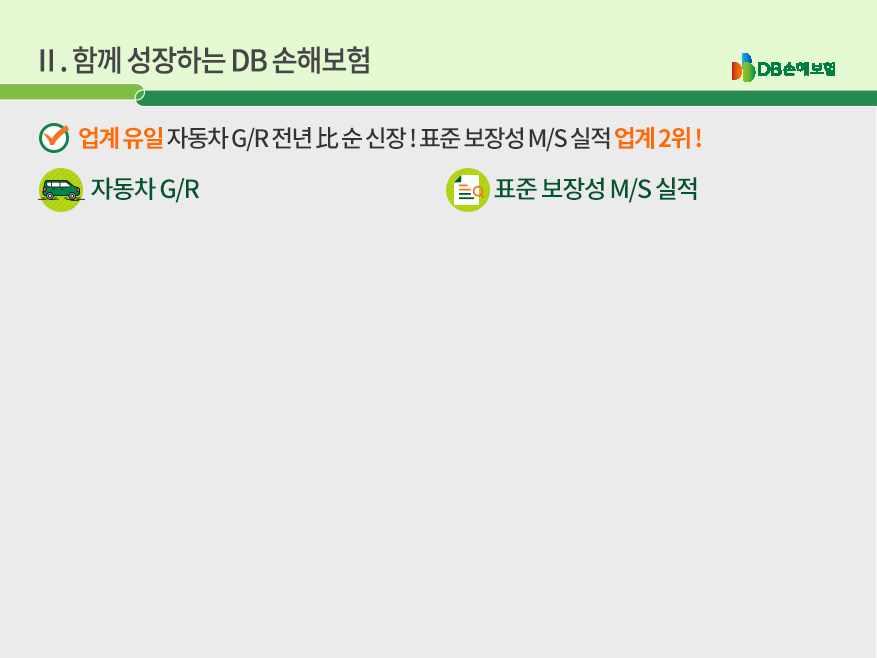 II. 함께 성장하는 DB 손해보험
DB손해보험
업계 유일 자동차 G/R 전년 比 순 신장! 표준 보장성 M/S 실적 업계 2위!
자동차 G/R
표준 보장성 M/S 실적